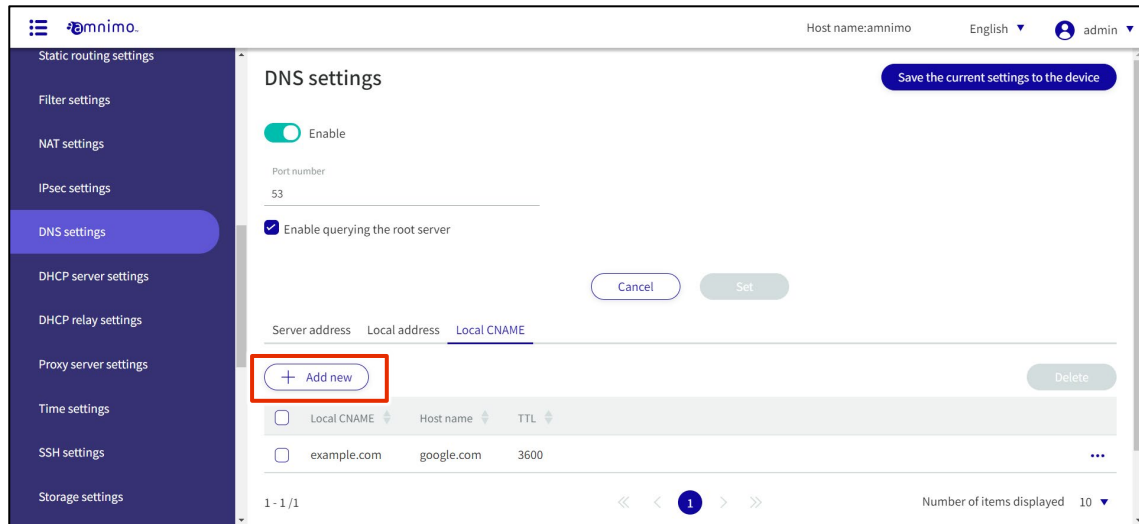 amnimo
Host name:amnimo
English
admin
Static routing settings
Filter settings
NAT settings
IPsec settings
DNS settings
DHCP server settings
DHCP relay settings
Proxy server settings
Time settings
SSH settings
Storage settings
DNS settings
Save the current settings to the device
Enable
Port number
53
Enable querying the root server
Cancel
Set
Server address Local address Local CNAME
+ Add new
Delete
Local CNAME Host name TTL
example.com google.com 3600
1 - 1 /1
1
Number of items displayed 10